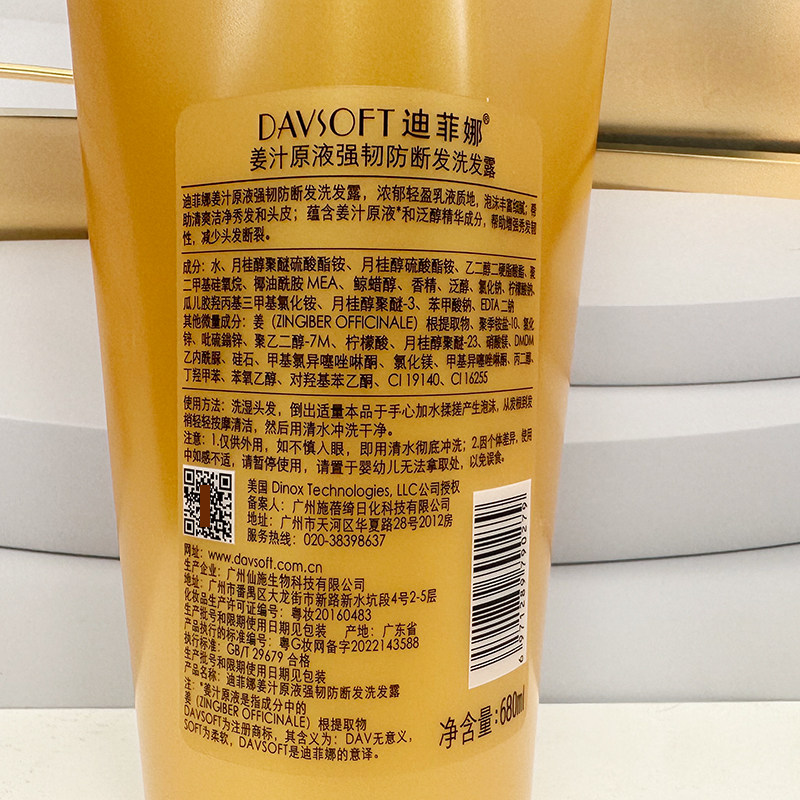 DAVSOFT 迪菲娜®
姜汁原液强韧防断发洗发露
迪菲娜姜汁原液强韧防断发洗发露，浓郁轻盈乳液质地，泡沫丰富细腻；帮
助清爽洁净秀发和头皮；蕴含姜汁原液*和泛醇精华成分，帮助增强秀发韧
性，减少头发断裂。
成分：水、月桂醇聚醚硫酸酯铵、月桂醇硫酸酯铵、乙二醇二硬脂酸酯、聚
二甲基硅氧烷、椰油酰胺 MEA、鲸蜡醇、香精、泛醇、氯化钠、柠檬酸钠、
瓜儿胶羟丙基三甲基氯化铵、月桂醇聚醚-3、苯甲酸钠、EDTA 二钠
其他微量成分：姜（ZINGIBER OFFICINALE）根提取物、聚季铵盐-10、氯化
锌、吡硫鎓锌、聚乙二醇-7M、柠檬酸、月桂醇聚醚-23、硝酸镁、DMDM
乙内酰脲、硅石、甲基氯异噻唑啉酮、氯化镁、甲基异噻唑啉酮、丙二醇、
丁羟甲苯、苯氧乙醇、对羟基苯乙酮、CI 19140、CI 16255
使用方法：洗湿头发，倒出适量本品于手心加水揉搓产生泡沫，从发根到发
梢轻轻按摩清洁，然后用清水冲洗干净。
注意：1.仅供外用，如不慎入眼，即用清水彻底冲洗；2.因个体差异，使用
中如感不适，请暂停使用，请置于婴幼儿无法拿取处，以免误食。
美国 Dinox Technologies, LLC公司授权
备案人：广州施蓓绮日化科技有限公司
地址：广州市天河区华夏路28号2012房
服务热线：020-38398637
网址：www.davsoft.com.cn
生产企业：广州仙施生物科技有限公司
地址：广州市番禺区大龙街市新路新水坑段4号2-5层
化妆品生产许可证编号：粤妆20160483
生产批号和限期使用日期见包装 产地：广东省
产品执行的标准编号：粤G妆网备字2022143588
执行标准：GB/T 29679 合格
生产批号和限期使用日期见包装
产品名称：迪菲娜姜汁原液强韧防断发洗发露
注：*姜汁原液是指成分中的
姜（ZINGIBER OFFICINALE）根提取物
DAVSOFT为注册商标，其含义为：DAV无意义，
SOFT为柔软，DAVSOFT是迪菲娜的意译。
6971289790279
净含量：680ml